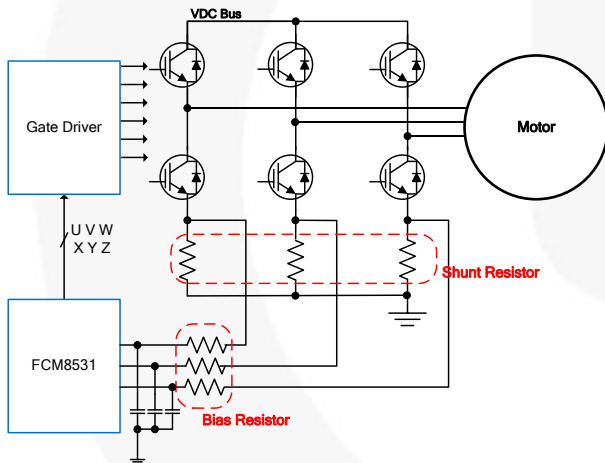 VDC Bus
Gate Driver
Motor
U V W
X Y Z
Shunt Resistor
FCM8531
Bias Resistor